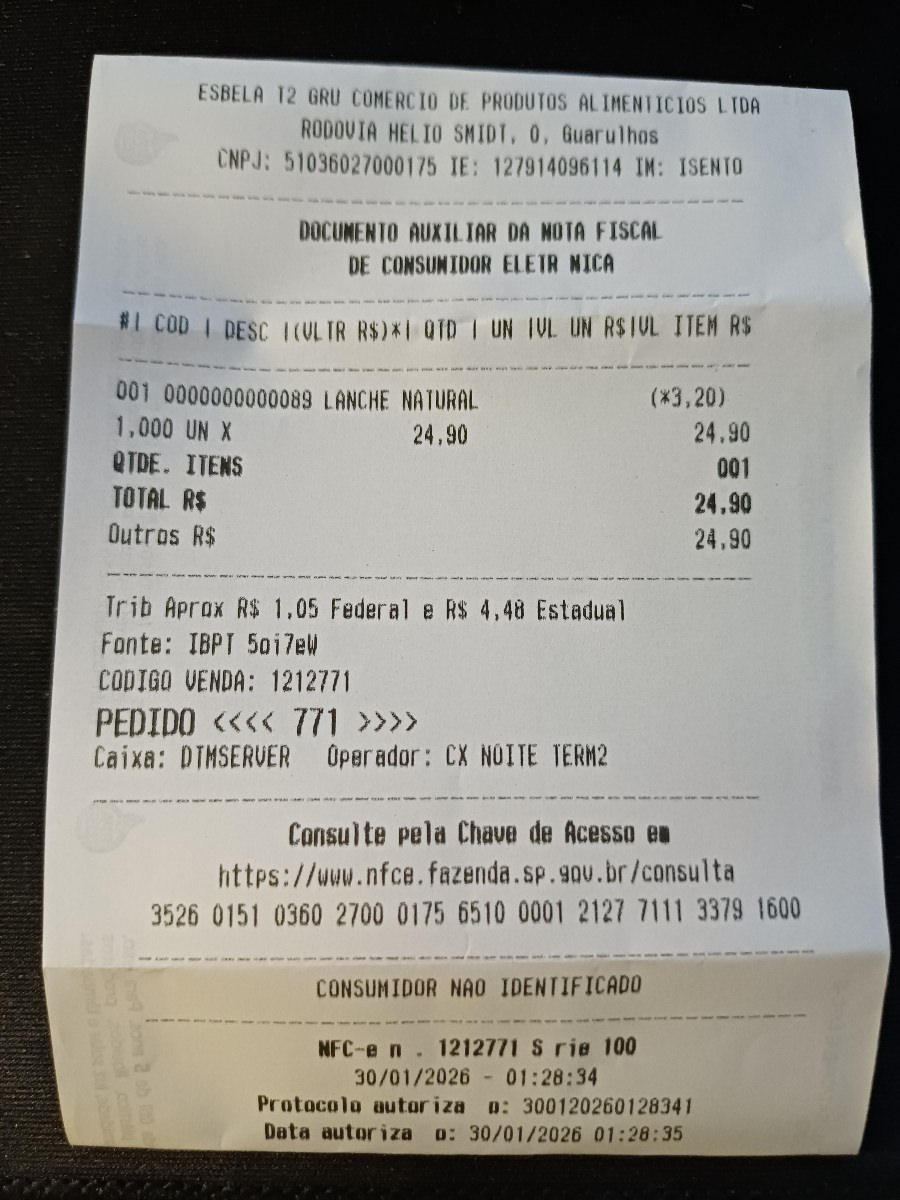 ESBELA T2 GRU COMERCIO DE PRODUTOS ALIMENTICIOS LTDA
RODOVIA HELIO SMIDT, 0, Guarulhos
CNPJ: 51036027000175 IE: 127914096114 IM: ISENTO
DOCUMENTO AUXILIAR DA NOTA FISCAL
DE CONSUMIDOR ELETR NICA
#| COD | DESC |(VLTR R$)*| QTD | UN |VL UN R$|VL ITEM R$
001 0000000000089 LANCHE NATURAL (*3,20)
1,000 UN X 24,90 24,90
QTDE. ITENS 001
TOTAL R$ 24,90
Outros R$ 24,90
Trib Aprox R$ 1,05 Federal e R$ 4,48 Estadual
Fonte: IBPT 5oi7eW
CODIGO VENDA: 1212771
PEDIDO <<<< 771 >>>>
Caixa: DTMSERVER Operador: CX NOITE TERM2
Consulte pela Chave de Acesso em
https://www.nfce.fazenda.sp.gov.br/consulta
3526 0151 0360 2700 0175 6510 0001 2127 7111 3379 1600
CONSUMIDOR NAO IDENTIFICADO
NFC-e n . 1212771 S rie 100
30/01/2026 - 01:28:34
Protocolo autoriza o: 300120260128341
Data autoriza o: 30/01/2026 01:28:35